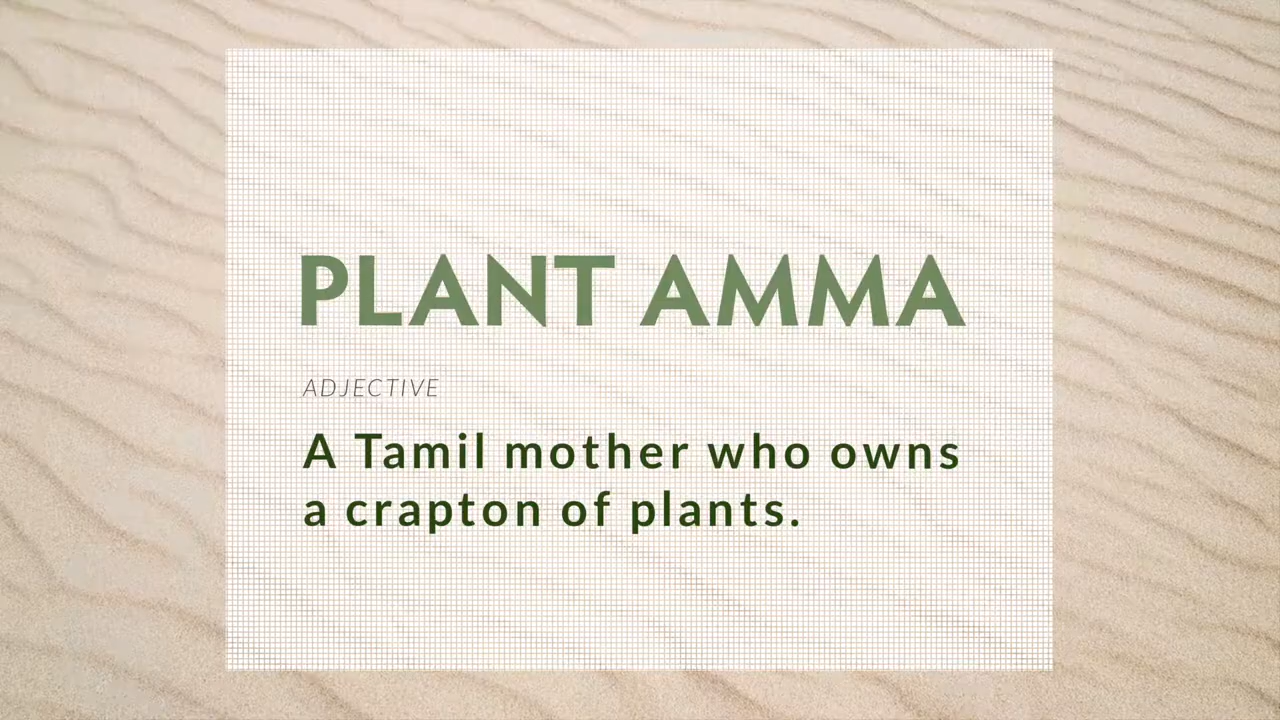 PLANT AMMA
ADJECTIVE
A Tamil mother who owns
a crapton of plants.